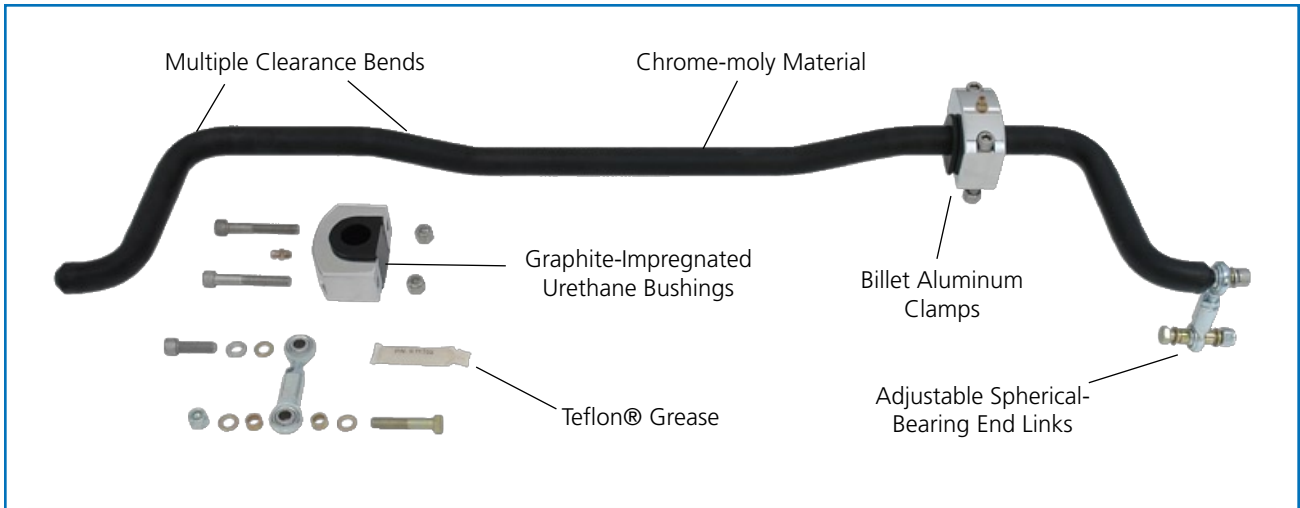 Multiple Clearance Bends
Chrome-moly Material
Graphite-Impregnated
Urethane Bushings
Billet Aluminum
Clamps
Teflon® Grease
Adjustable Spherical-
Bearing End Links